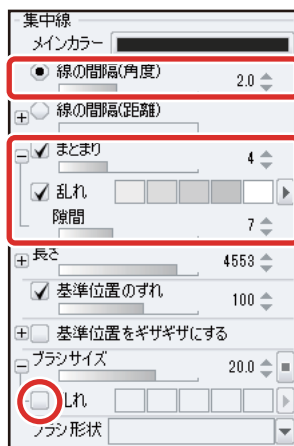 集中線
メインカラー
線の間隔(角度) 2.0
線の間隔(距離)
まとまり 4
乱れ
隙間 7
長さ 4553
基準位置のずれ 100
基準位置をギザギザにする
ブラシサイズ 20.0
れ
ブラシ形状